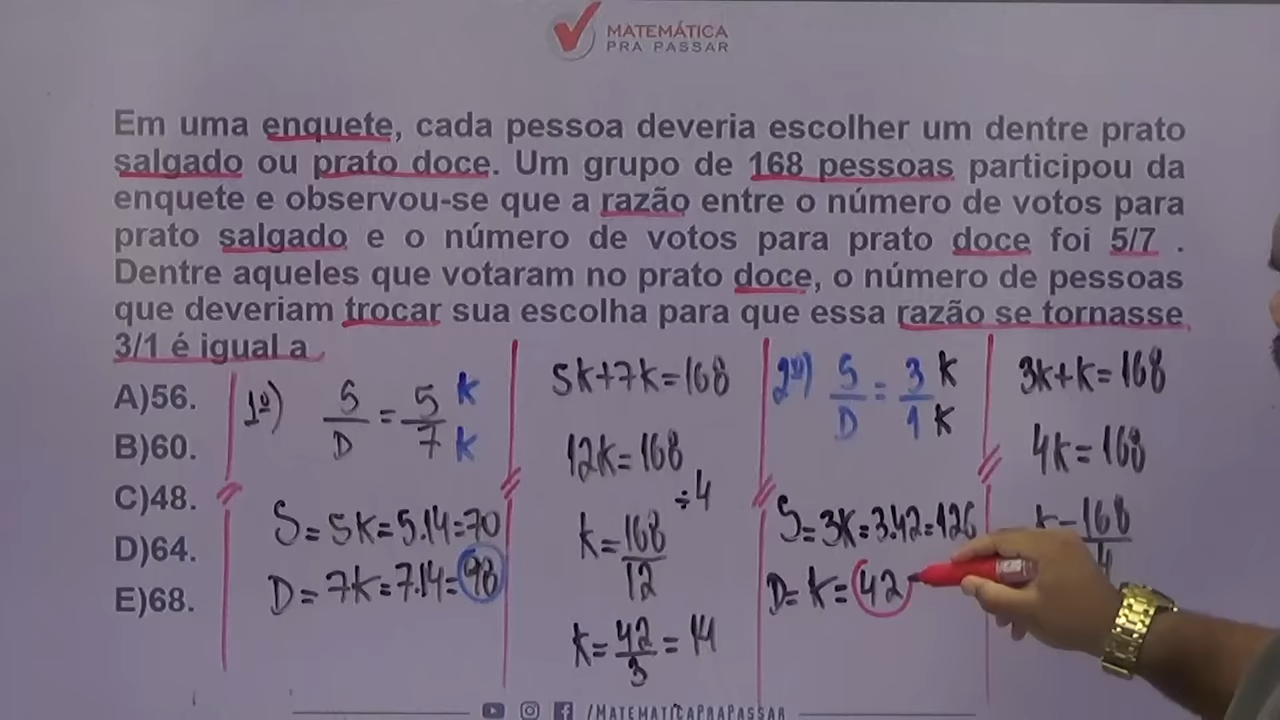 MATEMÁTICA
PRA PASSAR
Em uma enquete, cada pessoa deveria escolher um dentre prato
salgado ou prato doce. Um grupo de 168 pessoas participou da
enquete e observou-se que a razão entre o número de votos para
prato salgado e o número de votos para prato doce foi 5/7 .
Dentre aqueles que votaram no prato doce, o número de pessoas
que deveriam trocar sua escolha para que essa razão se tornasse
3/1 é igual a
A)56.
B)60.
C)48.
D)64.
E)68.
1º) S/D = 5/7 K K
S=5K=5.14=70
D=7K=7.14=98
5K+7K=168
12K=168
÷4
K=168/12
K=42/3=14
2º) S/D = 3/1 K K
S=3K=3.42=126
D=K=42
3K+K=168
4K=168
K=168/4
/MATEMATICAPRAPASSAR